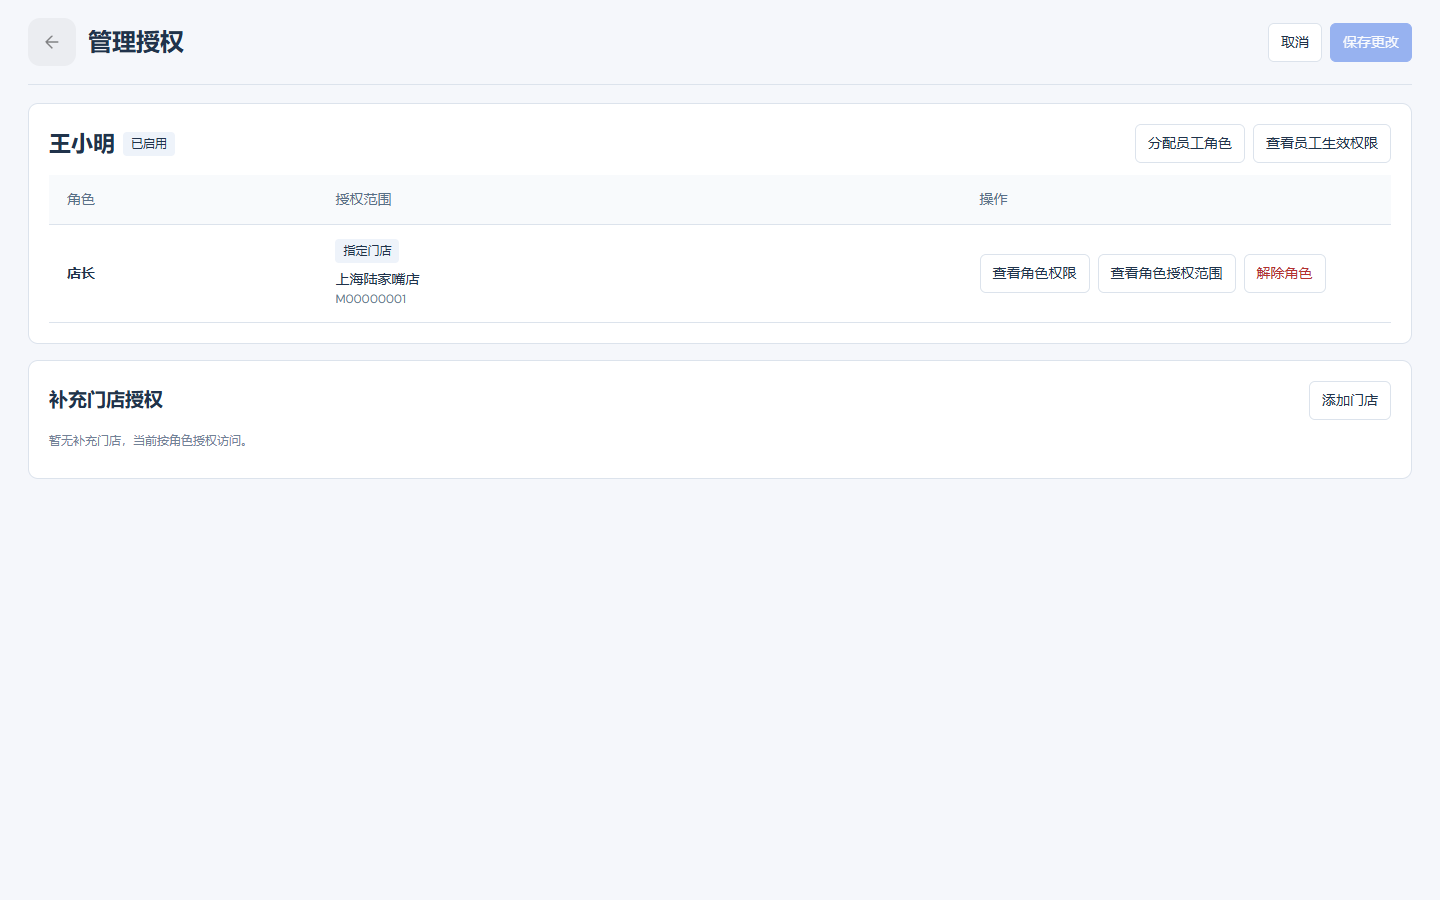 管理授权
取消
保存更改
王小明 已启用
分配员工角色
查看员工生效权限
角色
授权范围
操作
店长
指定门店
上海陆家嘴店
M00000001
查看角色权限
查看角色授权范围
解除角色
补充门店授权
添加门店
暂无补充门店，当前按角色授权访问。